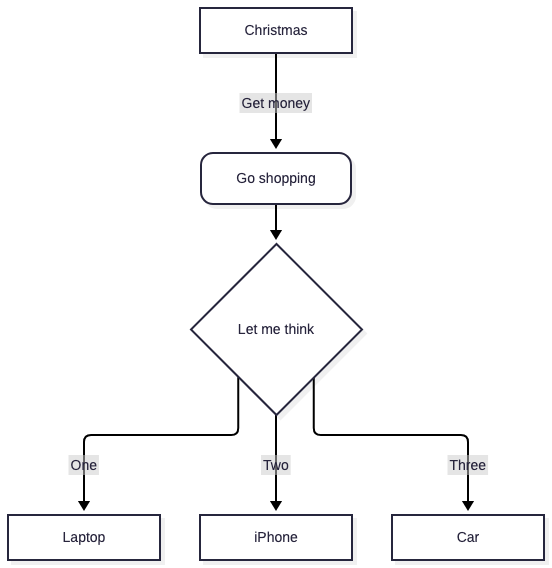 Christmas
Get money
Go shopping
Let me think
One
Two
Three
Laptop
iPhone
Car